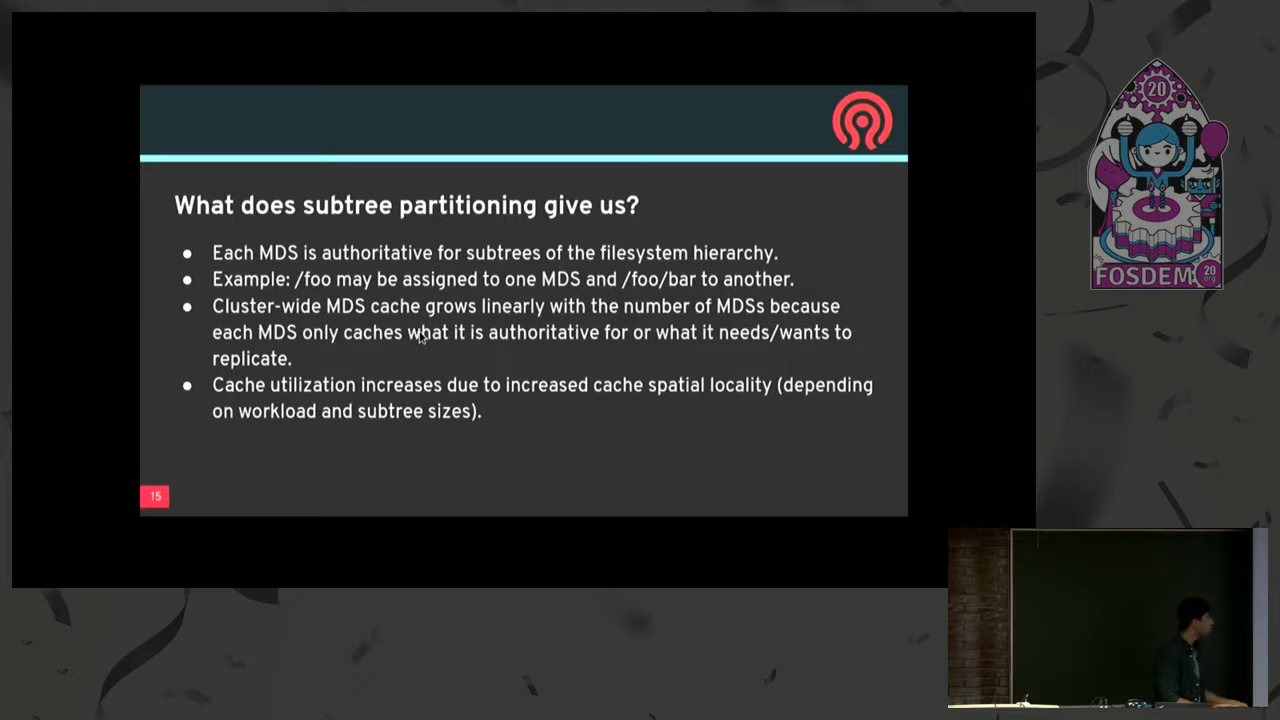 What does subtree partitioning give us?
● Each MDS is authoritative for subtrees of the filesystem hierarchy.
● Example: /foo may be assigned to one MDS and /foo/bar to another.
● Cluster-wide MDS cache grows linearly with the number of MDSs because
each MDS only caches what it is authoritative for or what it needs/wants to
replicate.
● Cache utilization increases due to increased cache spatial locality (depending
on workload and subtree sizes).
15
20
FOSDEM 20
.org